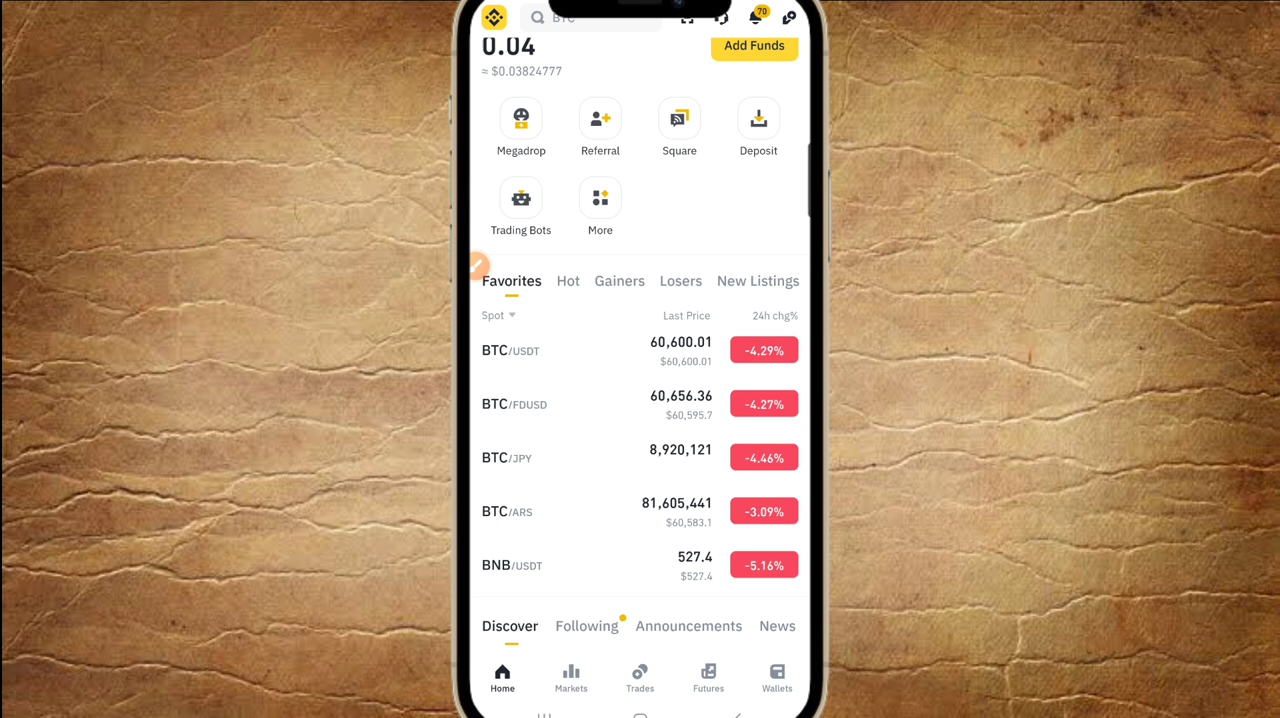 BTC
70
0.04
Add Funds
≈ $0.03824777
Megadrop
Referral
Square
Deposit
Trading Bots
More
Favorites Hot Gainers Losers New Listings
Spot Last Price 24h chg%
BTC/USDT 60,600.01 -4.29%
$60,600.01
BTC/FDUSD 60,656.36 -4.27%
$60,595.7
BTC/JPY 8,920,121 -4.46%
BTC/ARS 81,605,441 -3.09%
$60,583.1
BNB/USDT 527.4 -5.16%
$527.4
Discover Following Announcements News
Home Markets Trades Futures Wallets